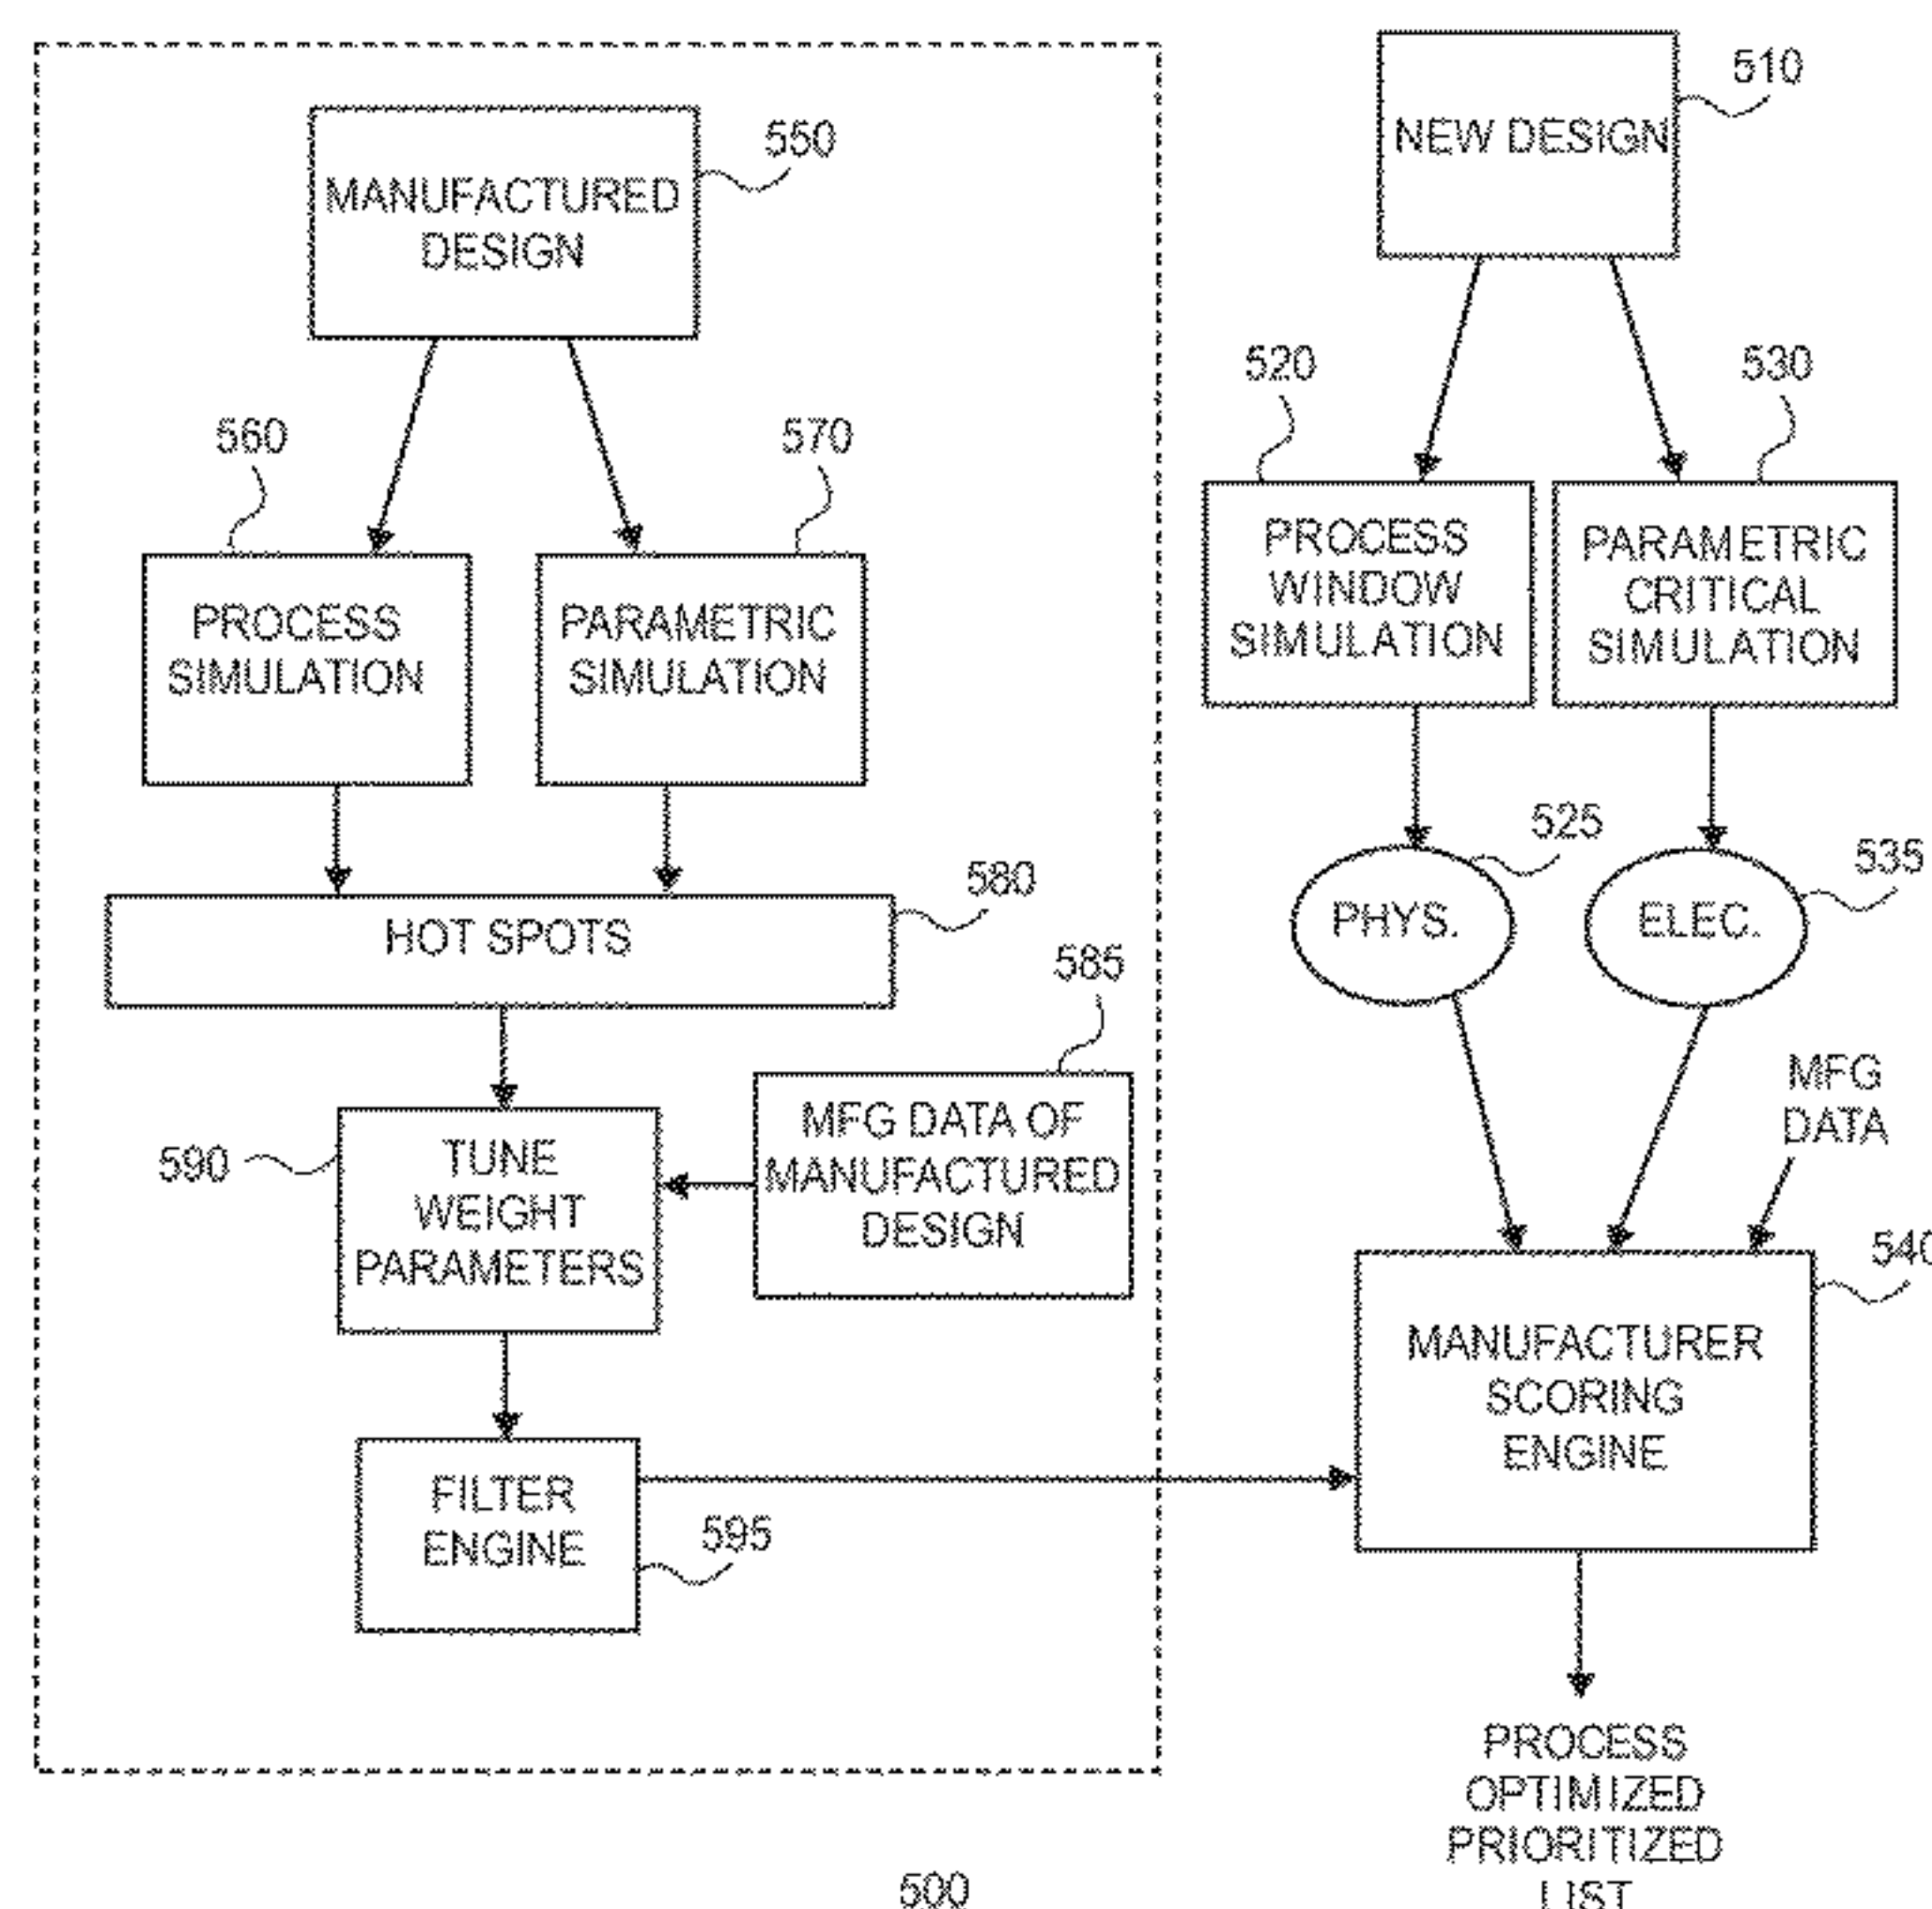 550
MANUFACTURED
DESIGN
560
570
PROCESS
SIMULATION
PARAMETRIC
SIMULATION
580
HOT SPOTS
585
590
TUNE
WEIGHT
PARAMETERS
MFG DATA OF
MANUFACTURED
DESIGN
FILTER
ENGINE
595
510
NEW DESIGN
520
530
PROCESS
WINDOW
SIMULATION
PARAMETRIC
CRITICAL
SIMULATION
525
535
PHYS.
ELEC.
MFG
DATA
540
MANUFACTURER
SCORING
ENGINE
PROCESS
OPTIMIZED
PRIORITIZED
LIST
500